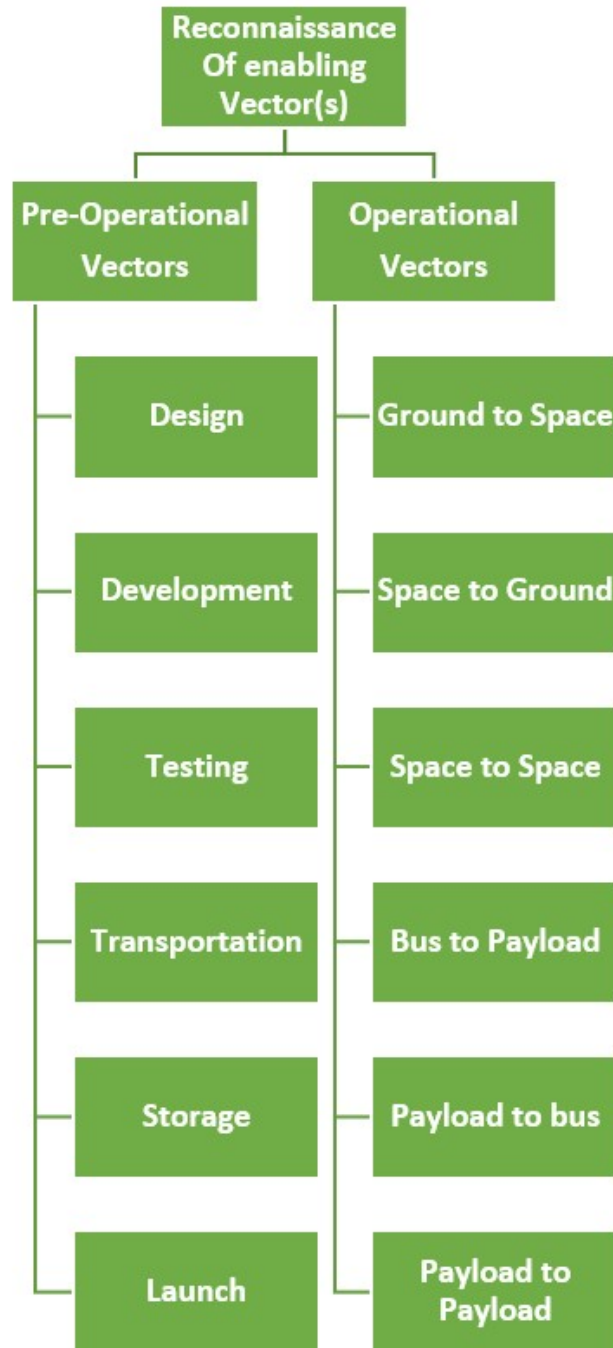 Reconnaissance
Of enabling
Vector(s)
Pre-Operational
Vectors
Operational
Vectors
Design
Development
Testing
Transportation
Storage
Launch
Ground to Space
Space to Ground
Space to Space
Bus to Payload
Payload to bus
Payload to
Payload